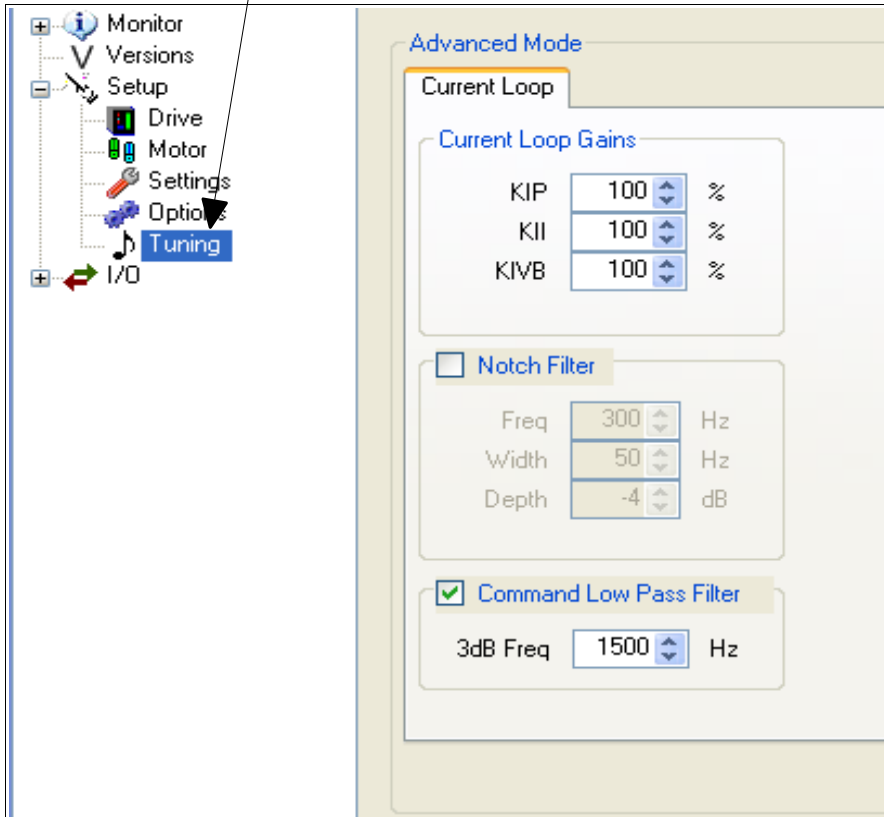 Monitor
Versions
Setup
Drive
Motor
Settings
Options
Tuning
I/O
Advanced Mode
Current Loop
Current Loop Gains
KIP 100 %
KII 100 %
KIVB 100 %
Notch Filter
Freq 300 Hz
Width 50 Hz
Depth -4 dB
Command Low Pass Filter
3dB Freq 1500 Hz